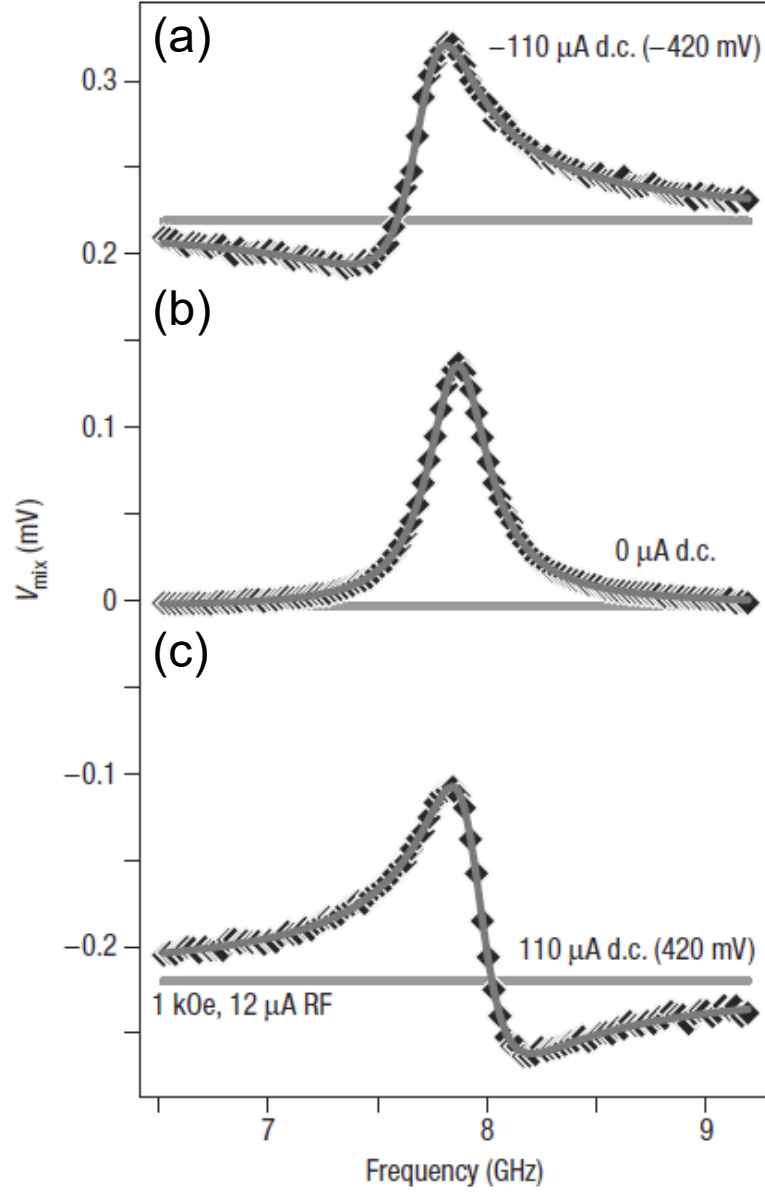 (a)
−110 μA d.c. (−420 mV)
0.3
0.2
(b)
0.1
0 μA d.c.
0
(c)
−0.1
−0.2
110 μA d.c. (420 mV)
1 kOe, 12 μA RF
V_mix (mV)
7 8 9
Frequency (GHz)